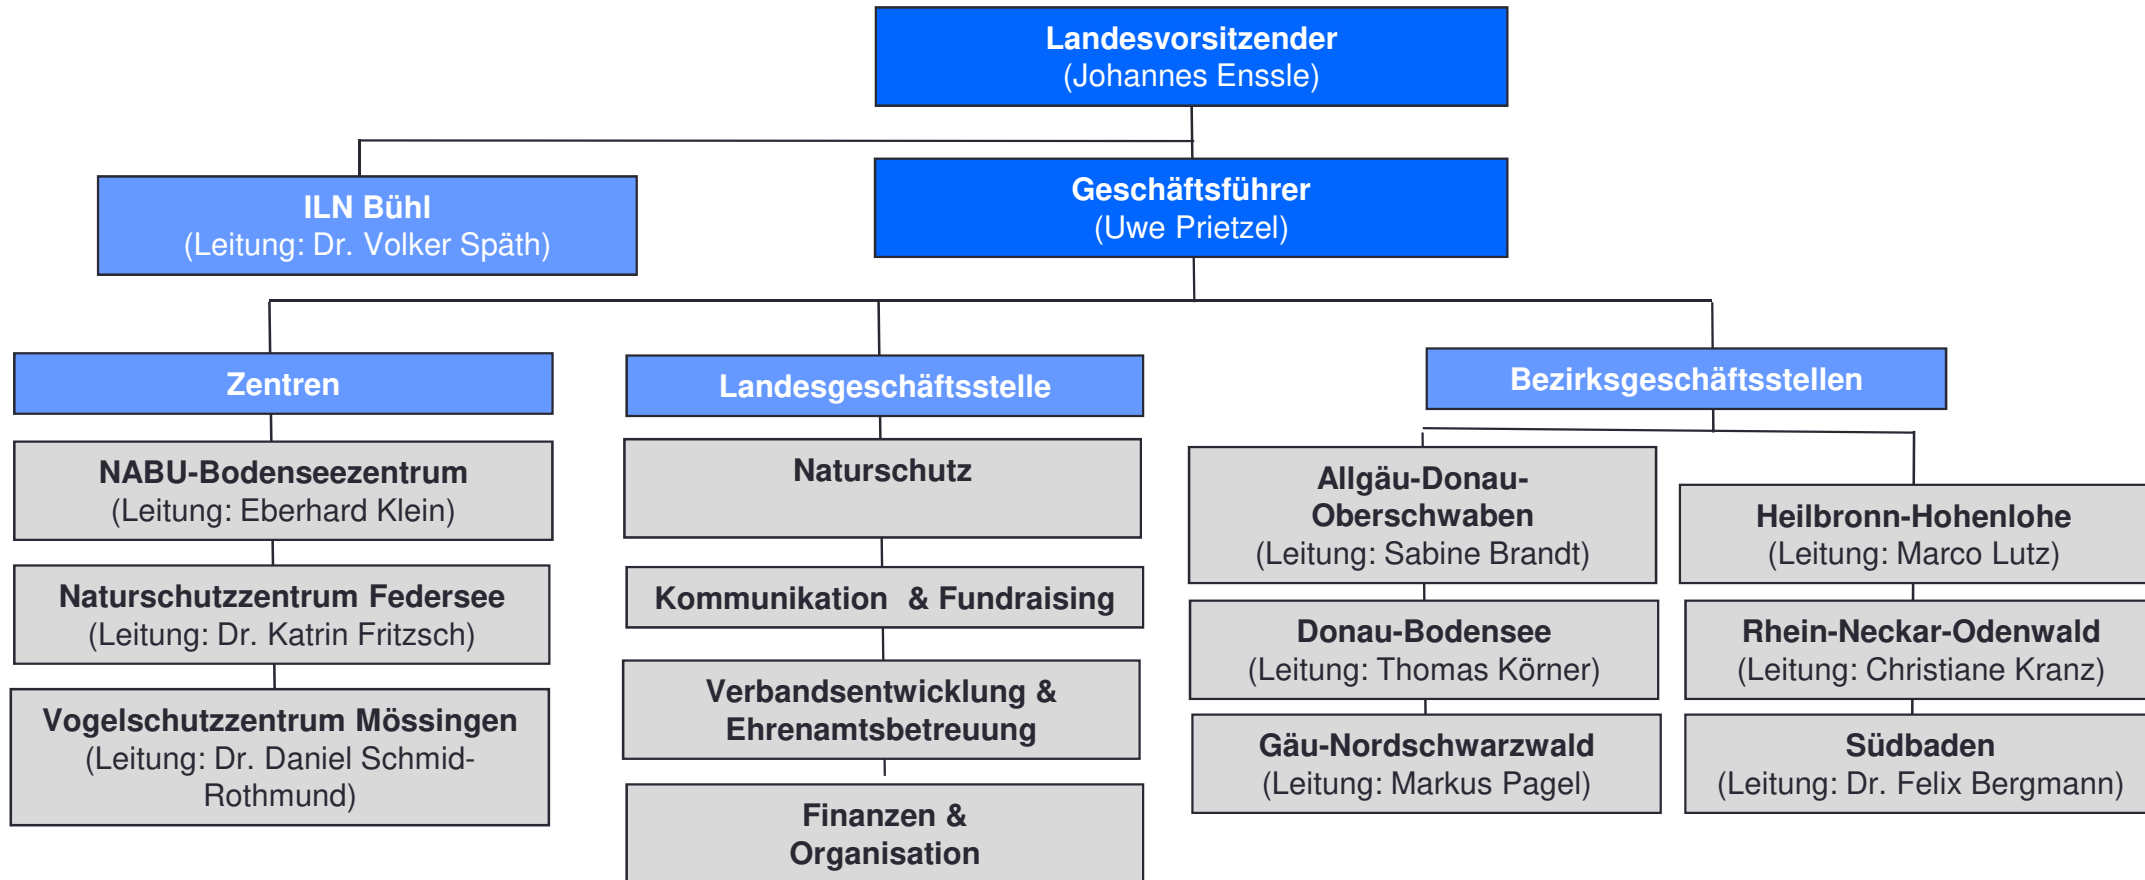 Landesvorsitzender
(Johannes Enssle)
ILN Bühl
(Leitung: Dr. Volker Späth)
Geschäftsführer
(Uwe Prietzel)
Zentren
NABU-Bodenseezentrum
(Leitung: Eberhard Klein)
Naturschutzzentrum Federsee
(Leitung: Dr. Katrin Fritzsch)
Vogelschutzzentrum Mössingen
(Leitung: Dr. Daniel Schmid-
Rothmund)
Landesgeschäftsstelle
Naturschutz
Kommunikation & Fundraising
Verbandsentwicklung &
Ehrenamtsbetreuung
Finanzen &
Organisation
Bezirksgeschäftsstellen
Allgäu-Donau-
Oberschwaben
(Leitung: Sabine Brandt)
Donau-Bodensee
(Leitung: Thomas Körner)
Gäu-Nordschwarzwald
(Leitung: Markus Pagel)
Heilbronn-Hohenlohe
(Leitung: Marco Lutz)
Rhein-Neckar-Odenwald
(Leitung: Christiane Kranz)
Südbaden
(Leitung: Dr. Felix Bergmann)